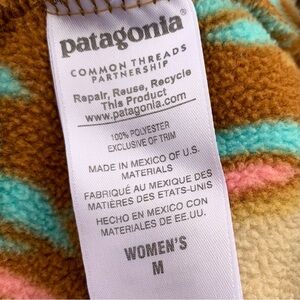 patagonia
COMMON THREADS
PARTNERSHIP
Repair, Reuse, Recycle
This Product
www.patagonia.com
100% POLYESTER
EXCLUSIVE OF TRIM
MADE IN MEXICO OF U.S.
MATERIALS
FABRIQUÉ AU MEXIQUE DES
MATIÈRES DES ETATS-UNIS
HECHO EN MÉXICO CON
MATERIALES DE EE.UU.
WOMEN'S
M